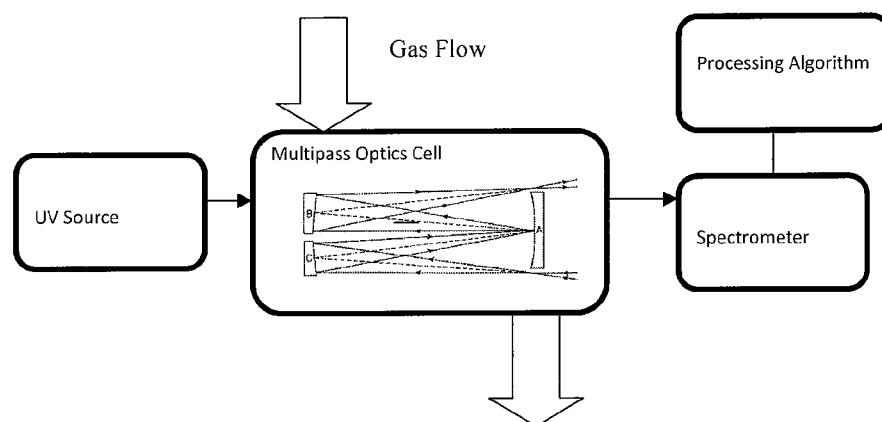 Gas Flow
Processing Algorithm
Multipass Optics Cell
UV Source
B
A
C
Spectrometer